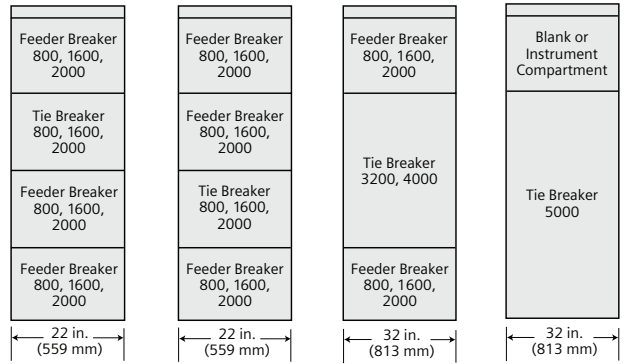 Feeder Breaker
800, 1600,
2000
Tie Breaker
800, 1600,
2000
Feeder Breaker
800, 1600,
2000
Feeder Breaker
800, 1600,
2000
22 in.
(559 mm)
Feeder Breaker
800, 1600,
2000
Feeder Breaker
800, 1600,
2000
Tie Breaker
800, 1600,
2000
Feeder Breaker
800, 1600,
2000
22 in.
(559 mm)
Feeder Breaker
800, 1600,
2000
Tie Breaker
3200, 4000
Feeder Breaker
800, 1600,
2000
32 in.
(813 mm)
Blank or
Instrument
Compartment
Tie Breaker
5000
32 in.
(813 mm)